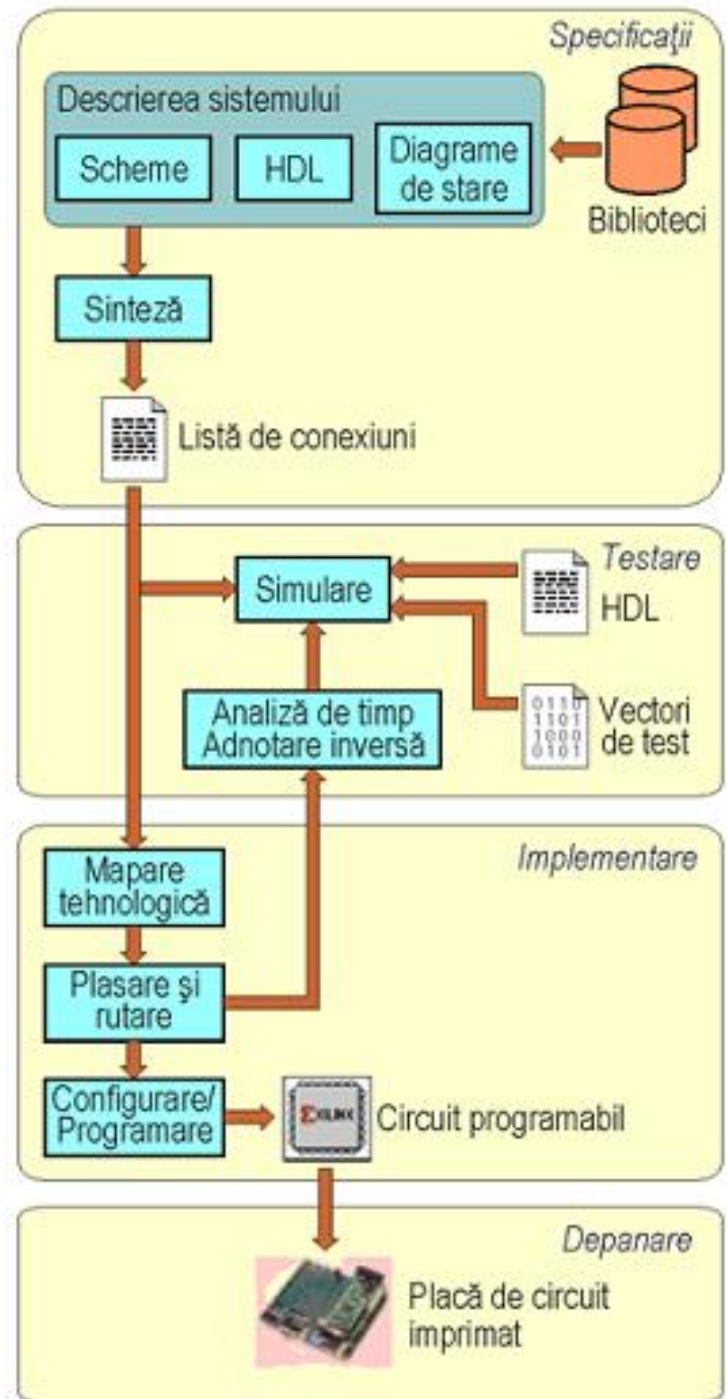 Specificaţii
Descrierea sistemului
Scheme
HDL
Diagrame
de stare
Biblioteci
Sinteză
Listă de conexiuni
Testare
Simulare
HDL
Analiză de timp
Adnotare inversă
0110
1101
1000
0101
Vectori
de test
Implementare
Mapare
tehnologică
Plasare şi
rutare
Configurare/
Programare
XILINX
Circuit programabil
Depanare
Placă de circuit
imprimat